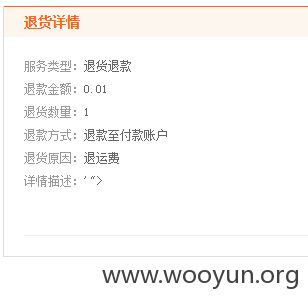 退货详情
服务类型：退货退款
退款金额：0.01
退货数量：1
退款方式：退款至付款账户
退货原因：退运费
详情描述：' ">
www.wooyun.org